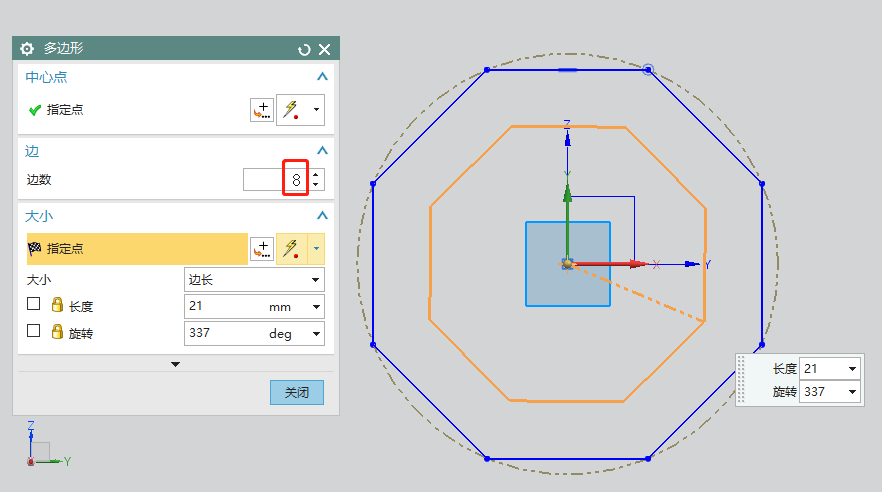 多边形
中心点
指定点
边
边数 8
大小
指定点
大小 边长
长度 21 mm
旋转 337 deg
关闭
Z
Y
X Y
长度 21
旋转 337
Z
Y